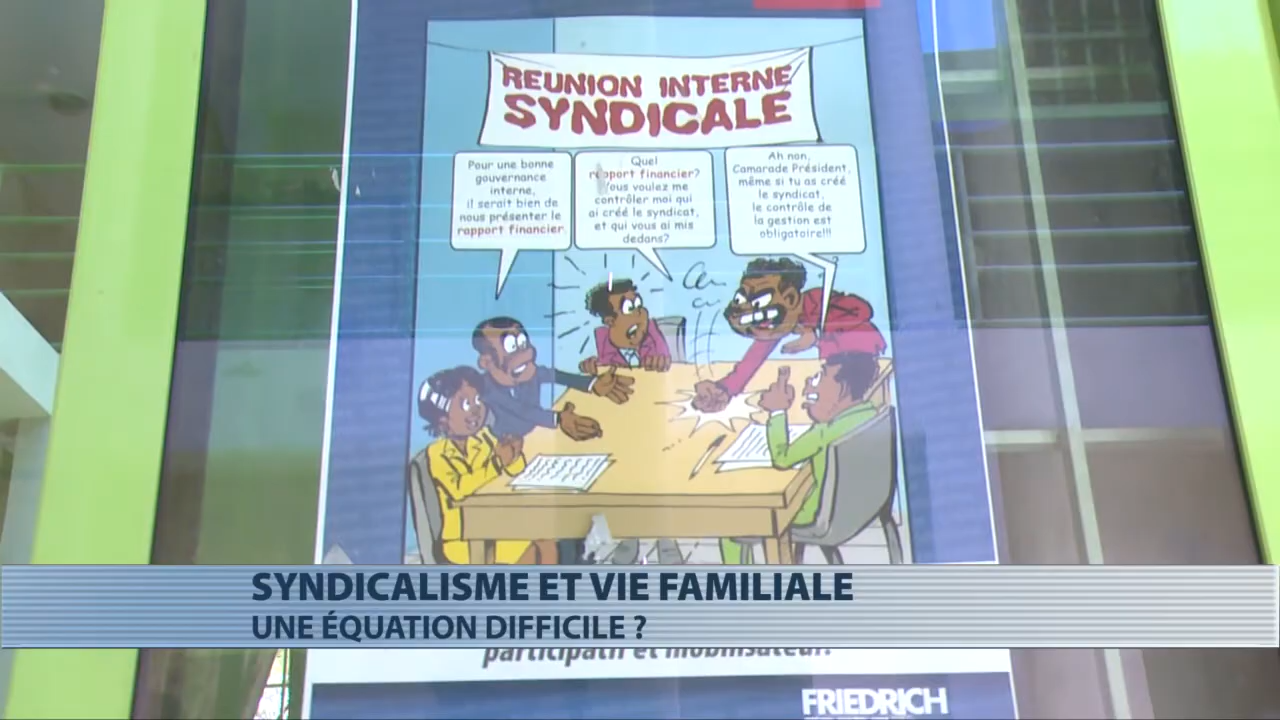 REUNION INTERNE
SYNDICALE
Pour une bonne
gouvernance
interne,
il serait bien de
nous présenter le
rapport financier.
Quel
rapport financier?
Vous voulez me
contrôler moi qui
ai créé le syndicat,
et qui vous ai mis
dedans?
Ah non,
Camarade Président,
même si tu as créé
le syndicat,
le contrôle de
la gestion est
obligatoire!!!
SYNDICALISME ET VIE FAMILIALE
UNE ÉQUATION DIFFICILE ?
participatif et mobilisateur.
FRIEDRICH